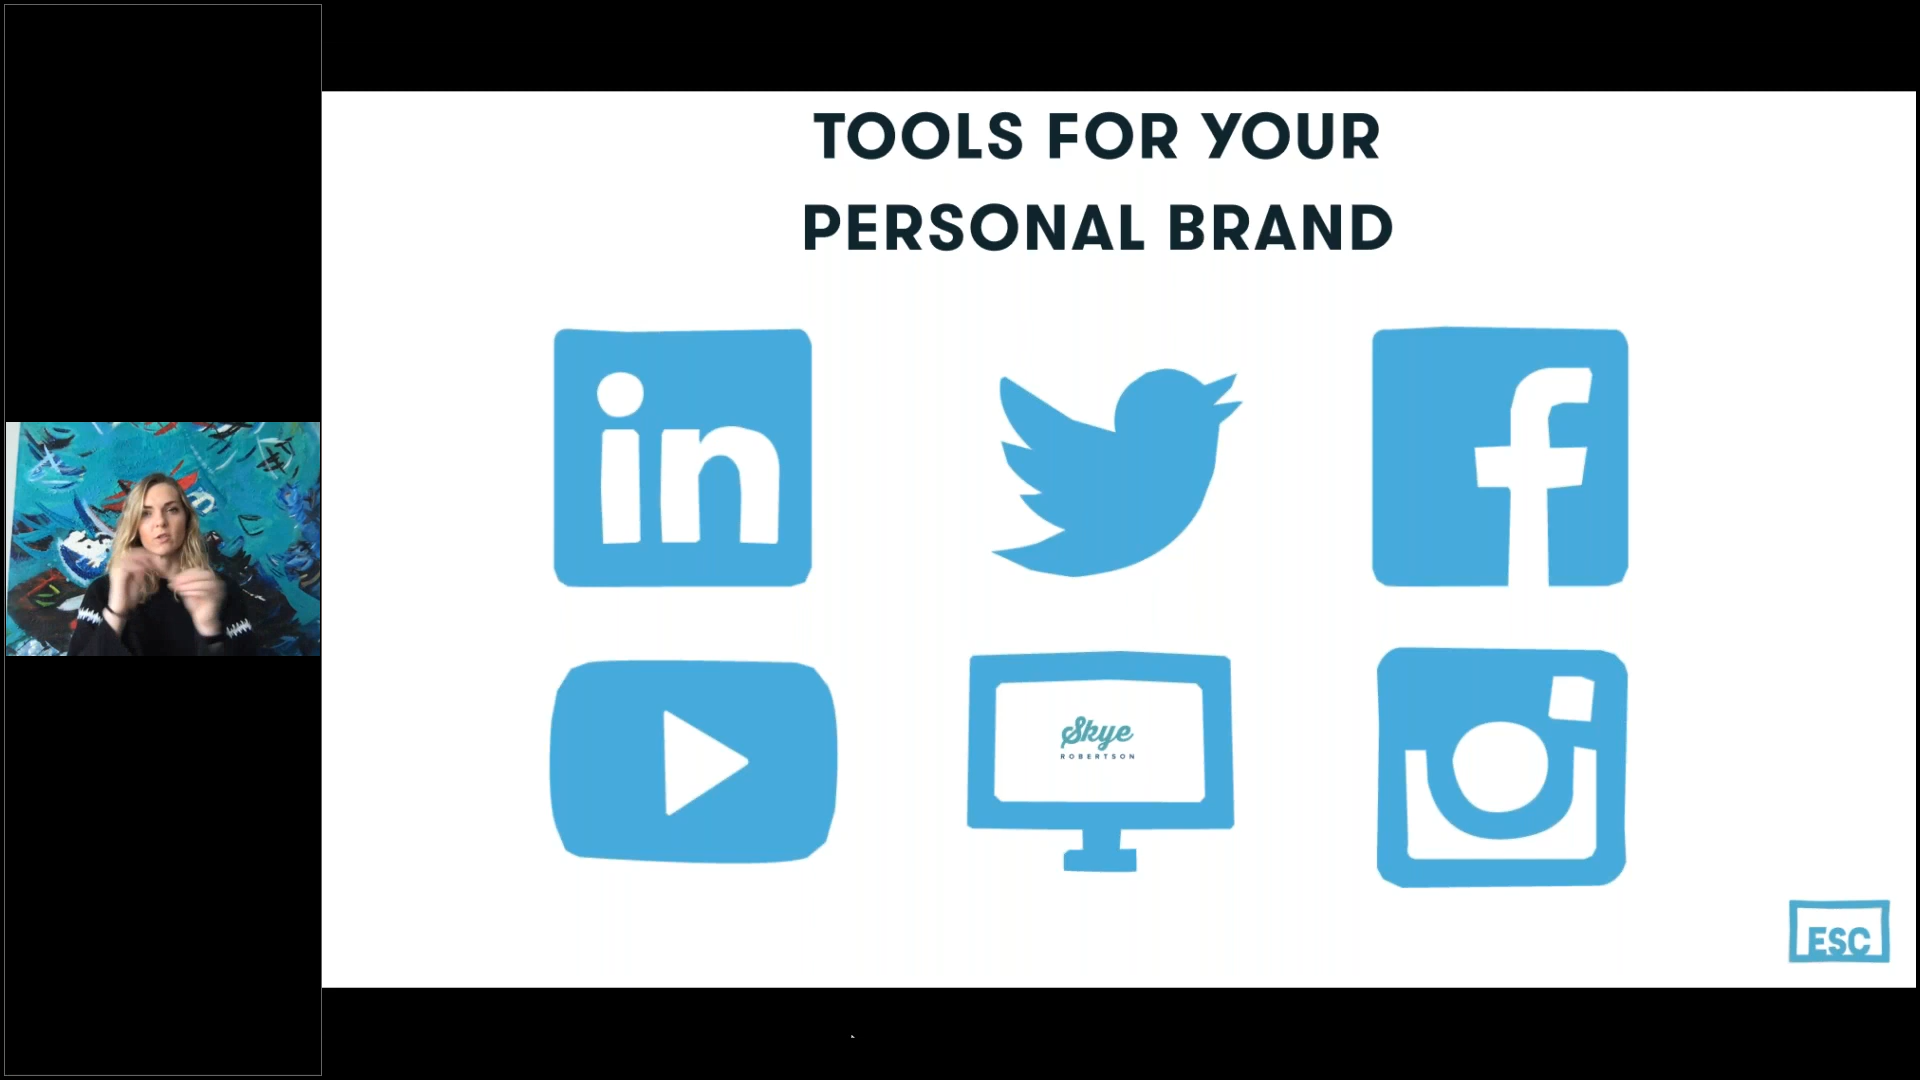 TOOLS FOR YOUR
PERSONAL BRAND
in
f
Skye
ROBERTSON
ESC